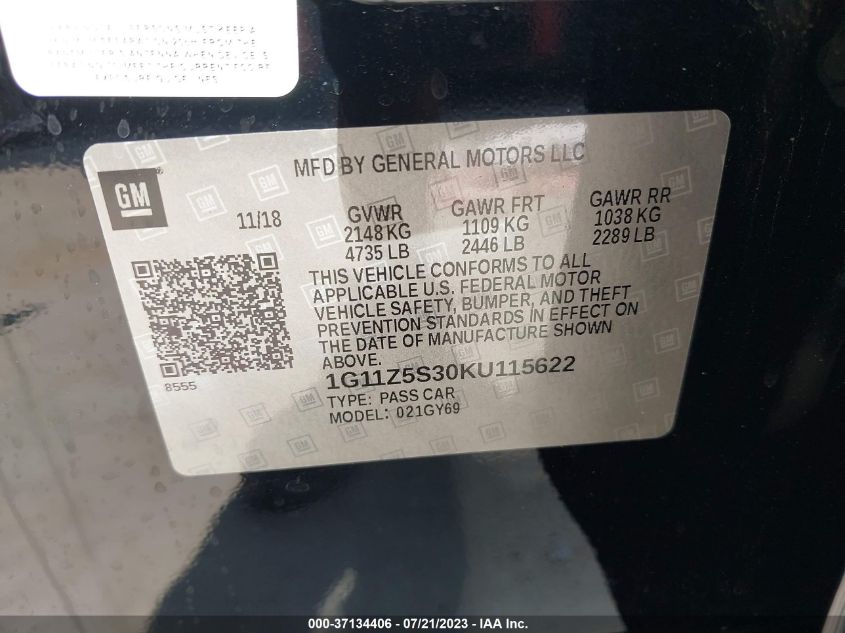 MFD BY GENERAL MOTORS LLC
GM
11/18 GVWR GAWR FRT GAWR RR
2148 KG 1109 KG 1038 KG
4735 LB 2446 LB 2289 LB
THIS VEHICLE CONFORMS TO ALL
APPLICABLE U.S. FEDERAL MOTOR
VEHICLE SAFETY, BUMPER, AND THEFT
PREVENTION STANDARDS IN EFFECT ON
THE DATE OF MANUFACTURE SHOWN
ABOVE.
8555
1G11Z5S30KU115622
TYPE: PASS CAR
MODEL: 021GY69
000-37134406 - 07/21/2023 - Copyright © 2023 - IAA Inc.